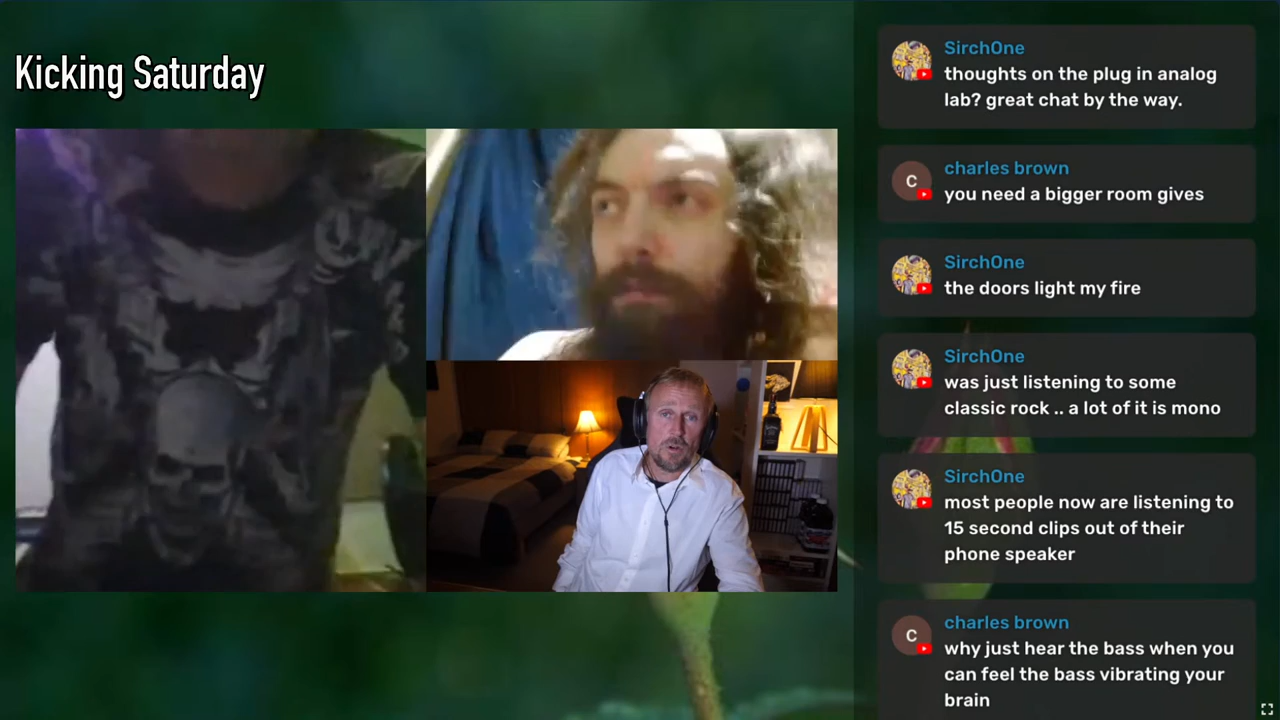 Kicking Saturday
SirchOne
thoughts on the plug in analog
lab? great chat by the way.
C
charles brown
you need a bigger room gives
SirchOne
the doors light my fire
SirchOne
was just listening to some
classic rock .. a lot of it is mono
SirchOne
most people now are listening to
15 second clips out of their
phone speaker
C
charles brown
why just hear the bass when you
can feel the bass vibrating your
brain